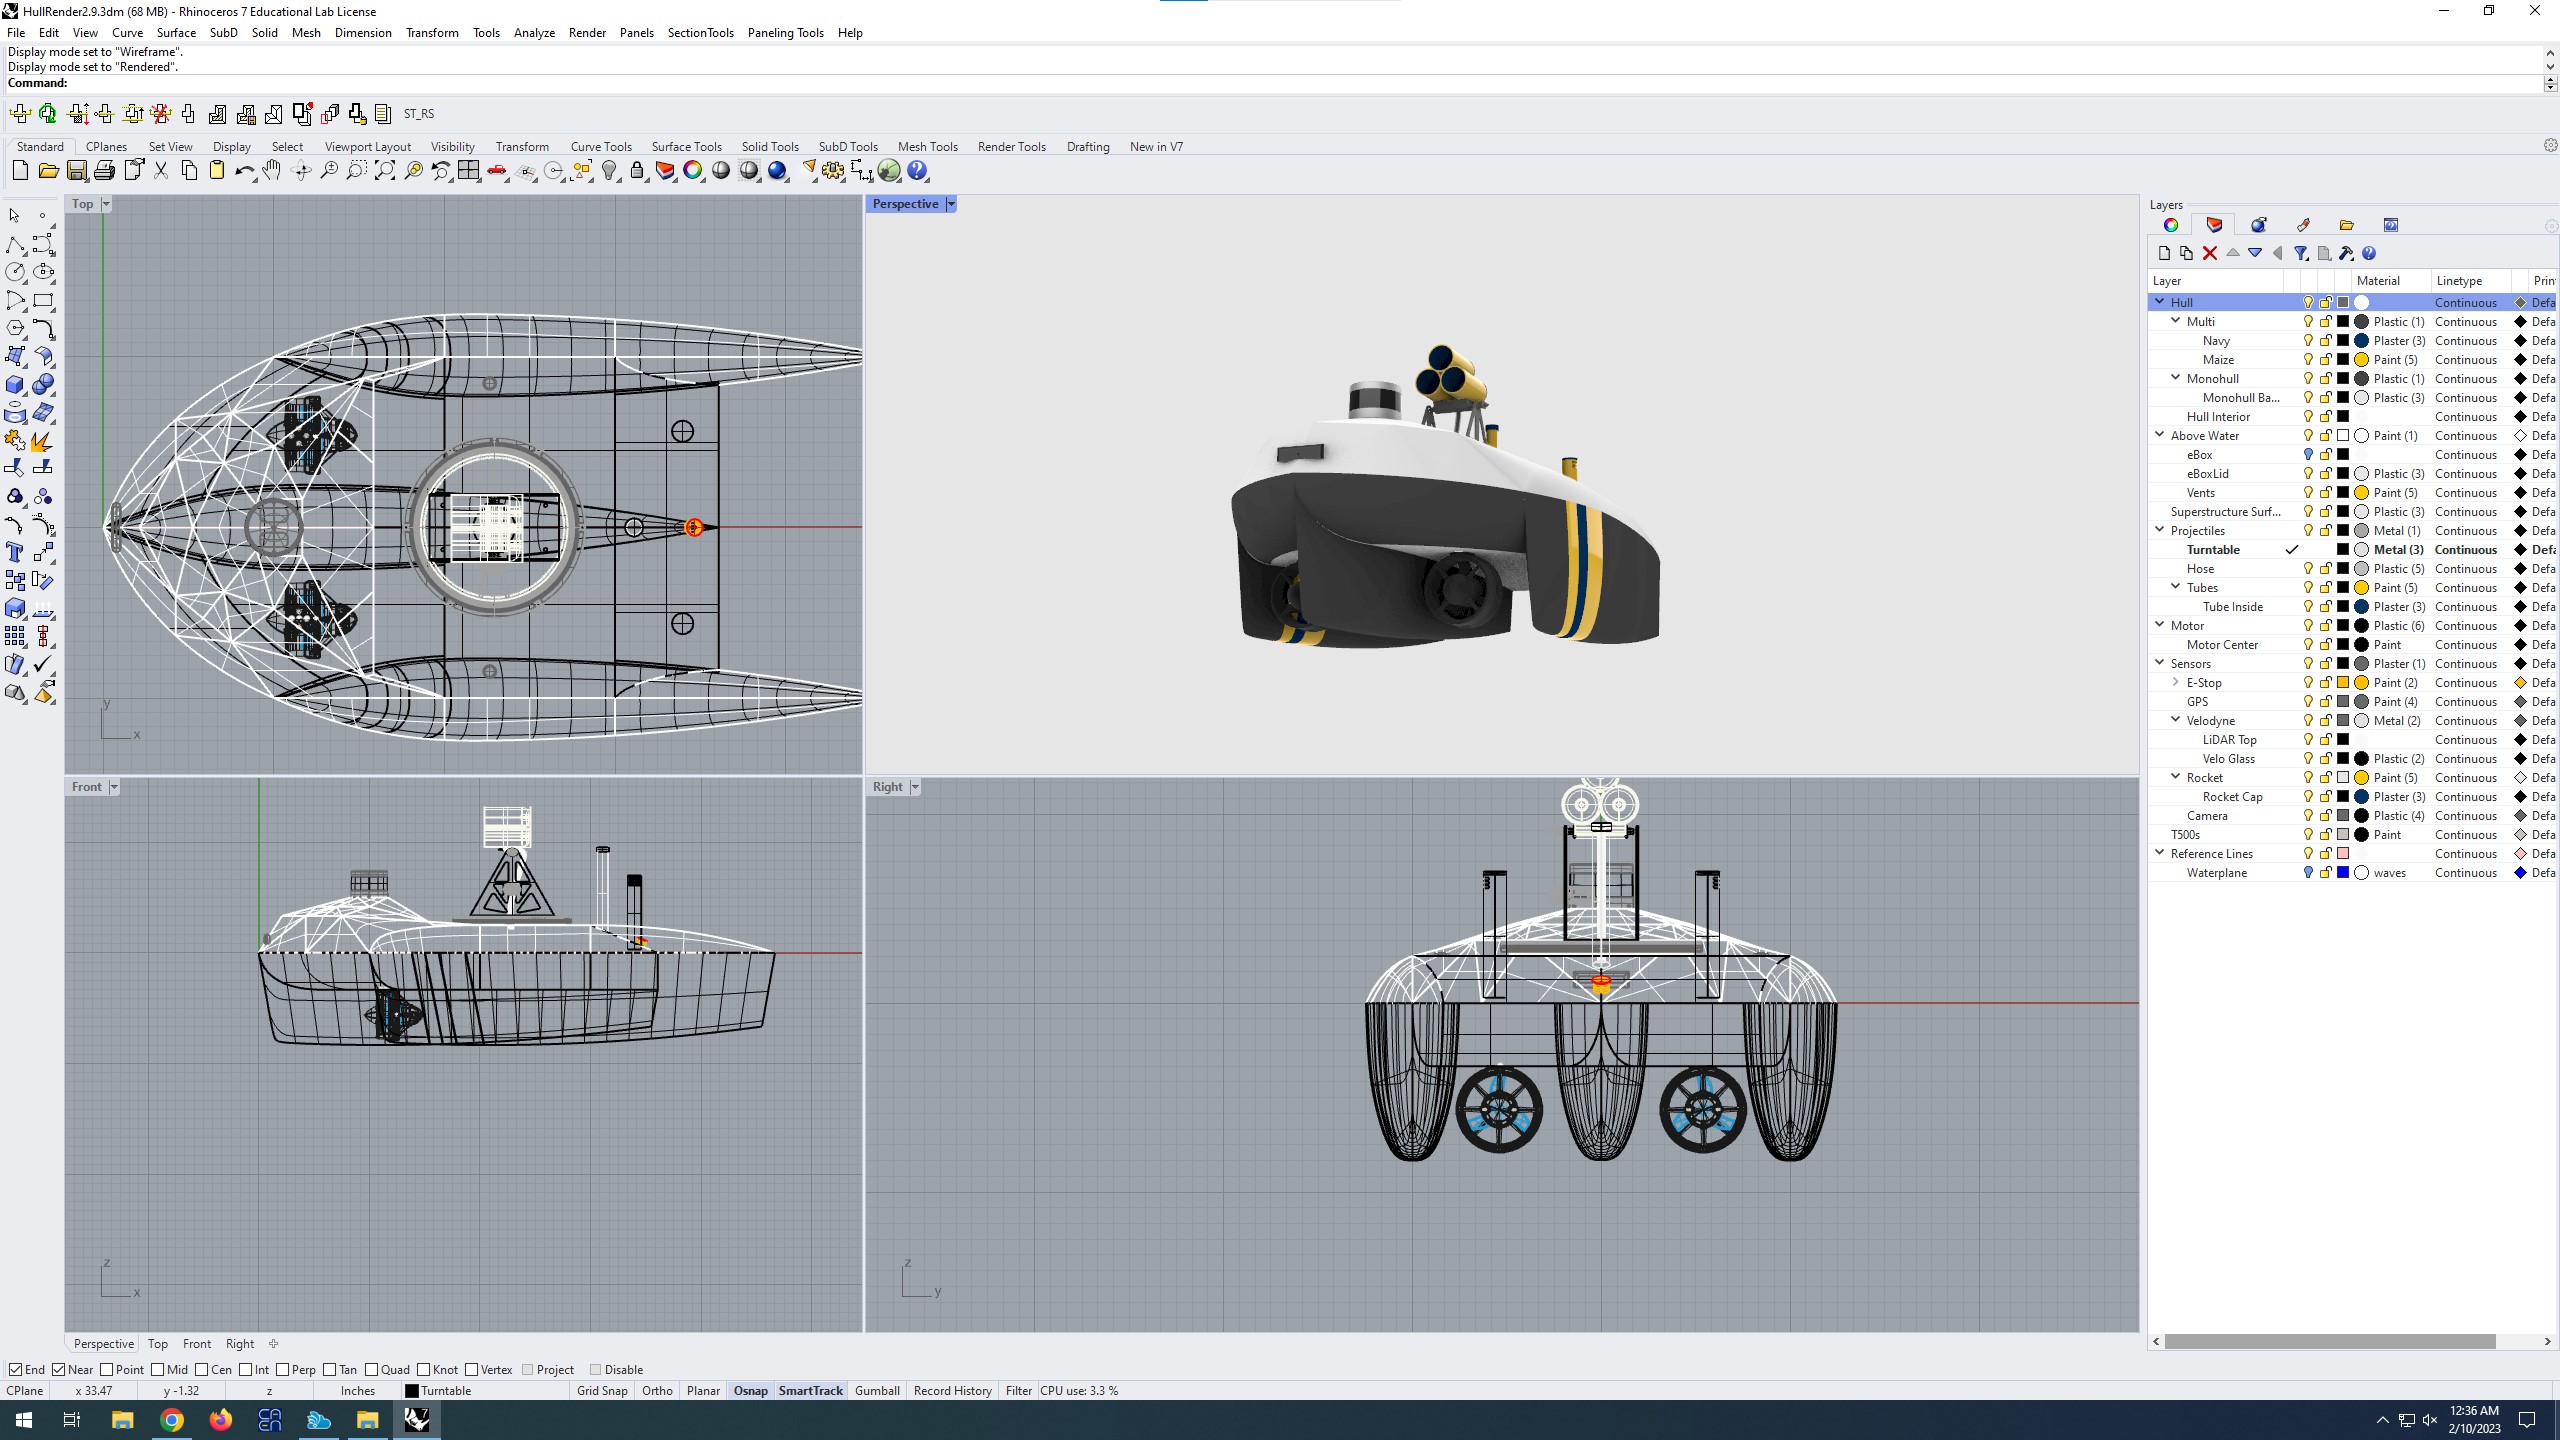 HullRender2.9.3dm (68 MB) - Rhinoceros 7 Educational Lab License
File Edit View Curve Surface SubD Solid Mesh Dimension Transform Tools Analyze Render Panels SectionTools Paneling Tools Help
Display mode set to "Wireframe".
Display mode set to "Rendered".
Command:
ST_RS
Standard CPlanes Set View Display Select Viewport Layout Visibility Transform Curve Tools Surface Tools Solid Tools SubD Tools Mesh Tools Render Tools Drafting New in V7
Top
y
x
Perspective
Front
z
x
Right
z
y
Layers
Layer Material Linetype Prin
Hull Continuous Defa
Multi Plastic (1) Continuous Defa
Navy Plaster (3) Continuous Defa
Maize Paint (5) Continuous Defa
Monohull Plastic (1) Continuous Defa
Monohull Ba... Plastic (3) Continuous Defa
Hull Interior Continuous Defa
Above Water Paint (1) Continuous Defa
eBox Continuous Defa
eBoxLid Plastic (3) Continuous Defa
Vents Paint (5) Continuous Defa
Superstructure Surf... Plastic (3) Continuous Defa
Projectiles Metal (1) Continuous Defa
Turntable Metal (3) Continuous Defa
Hose Plastic (5) Continuous Defa
Tubes Paint (5) Continuous Defa
Tube Inside Plaster (3) Continuous Defa
Motor Plastic (6) Continuous Defa
Motor Center Paint Continuous Defa
Sensors Plaster (1) Continuous Defa
E-Stop Paint (2) Continuous Defa
GPS Paint (4) Continuous Defa
Velodyne Metal (2) Continuous Defa
LiDAR Top Continuous Defa
Velo Glass Plastic (2) Continuous Defa
Rocket Paint (5) Continuous Defa
Rocket Cap Plaster (3) Continuous Defa
Camera Plastic (4) Continuous Defa
T500s Paint Continuous Defa
Reference Lines Continuous Defa
Waterplane waves Continuous Defa
Perspective Top Front Right
End Near Point Mid Cen Int Perp Tan Quad Knot Vertex Project Disable
CPlane x 33.47 y -1.32 z Inches Turntable Grid Snap Ortho Planar Osnap SmartTrack Gumball Record History Filter CPU use: 3.3 %
CAEN
7
12:36 AM
2/10/2023